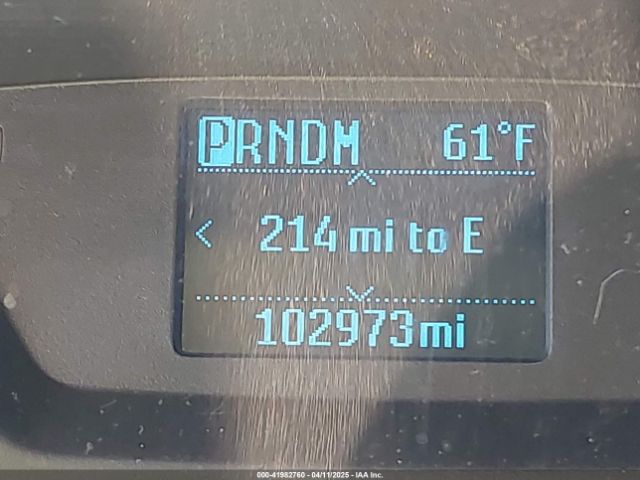 PRNDM 61°F
< 214 mi to E
102973mi
000-41982760 - 04/11/2025 - IAA Inc.